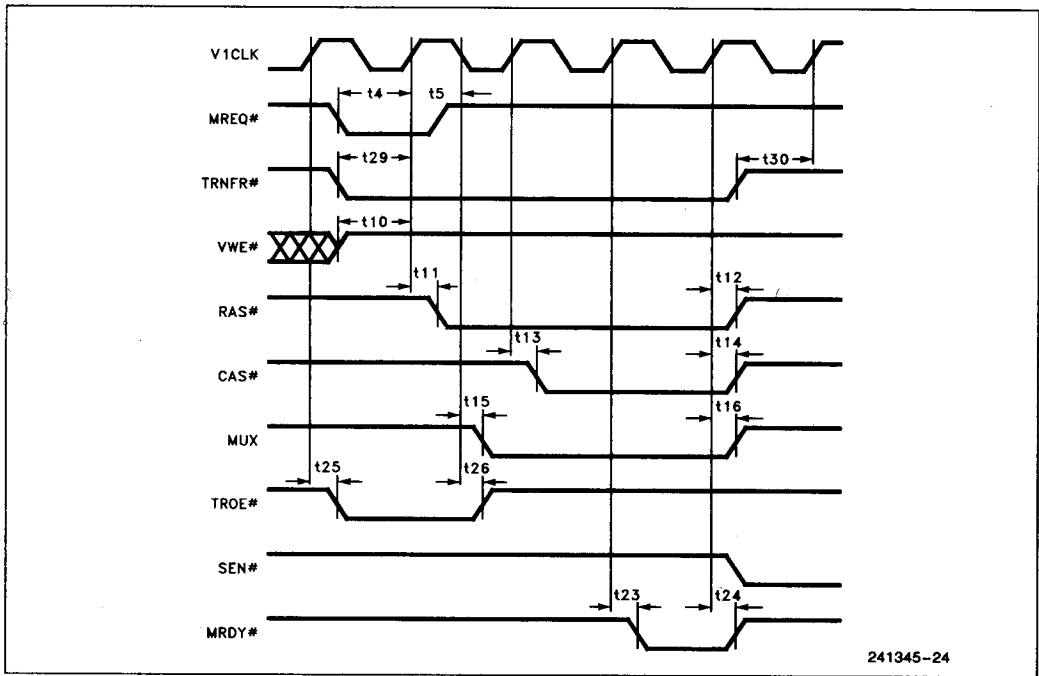 V1CLK
t4 t5
MREQ#
t29 t30
TRNFR#
t10
VWE#
t11 t12
RAS#
t13 t14
CAS#
t15 t16
MUX
t25 t26
TROE#
SEN#
t23 t24
MRDY#
241345-24